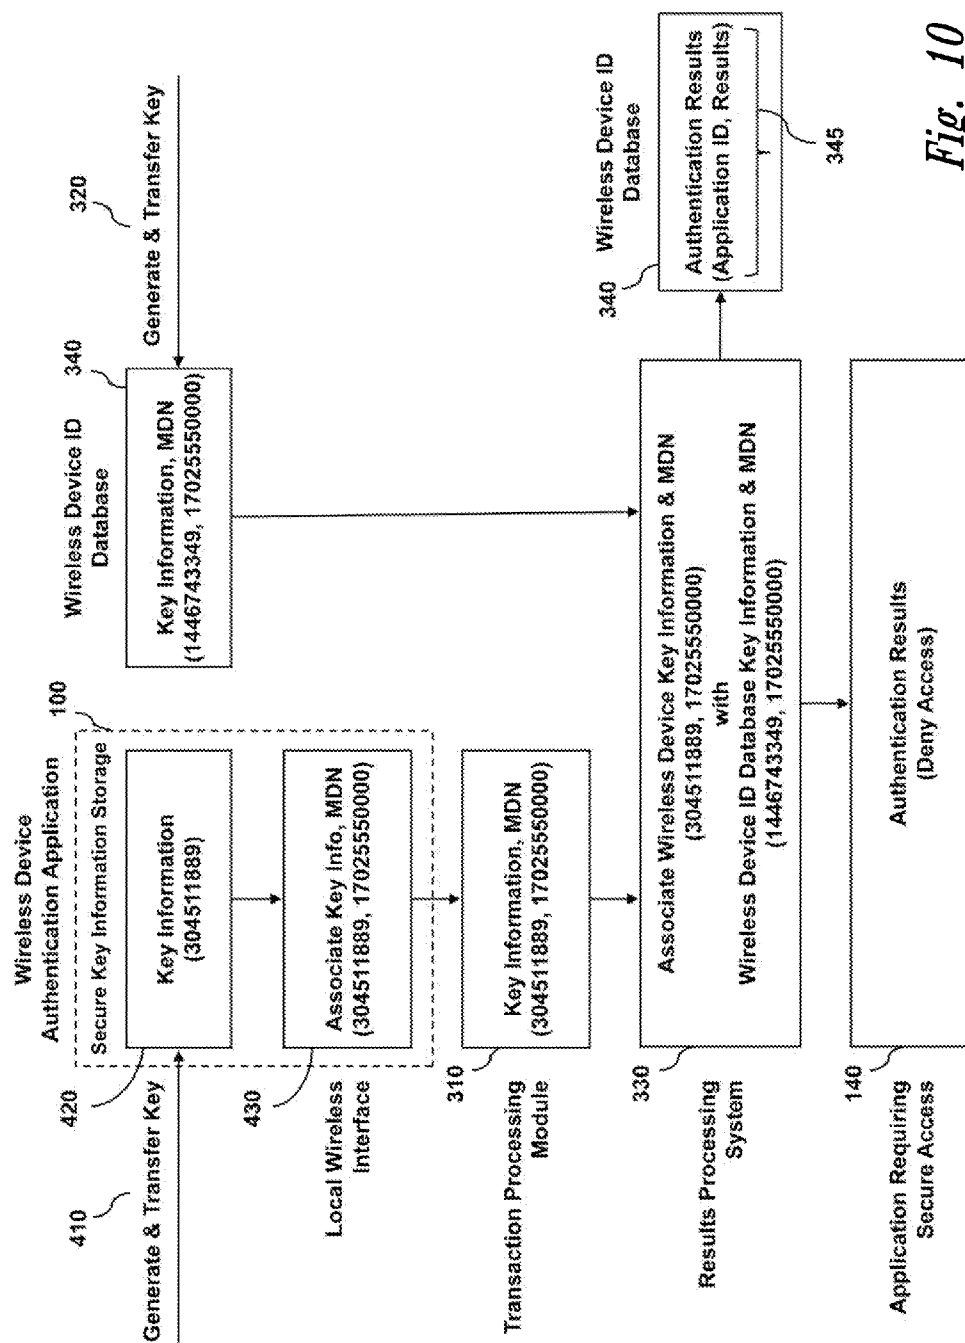 Wireless Device
Authentication Application
100
Secure Key Information Storage
410
Generate & Transfer Key
420
Key Information
(304511889)
430
Local Wireless
Interface
Associate Key Info, MDN
(304511889, 17025550000)
Transaction Processing
Module
310
Key Information, MDN
(304511889, 17025550000)
Wireless Device ID
Database
340
Key Information, MDN
(1446743349, 17025550000)
320
Generate & Transfer Key
Results Processing
System
330
Associate Wireless Device Key Information & MDN
(304511889, 17025550000)
with
Wireless Device ID Database Key Information & MDN
(1446743349, 17025550000)
Wireless Device ID
Database
340
Authentication Results
(Application ID, Results)
345
Application Requiring
Secure Access
140
Authentication Results
(Deny Access)
Fig. 10